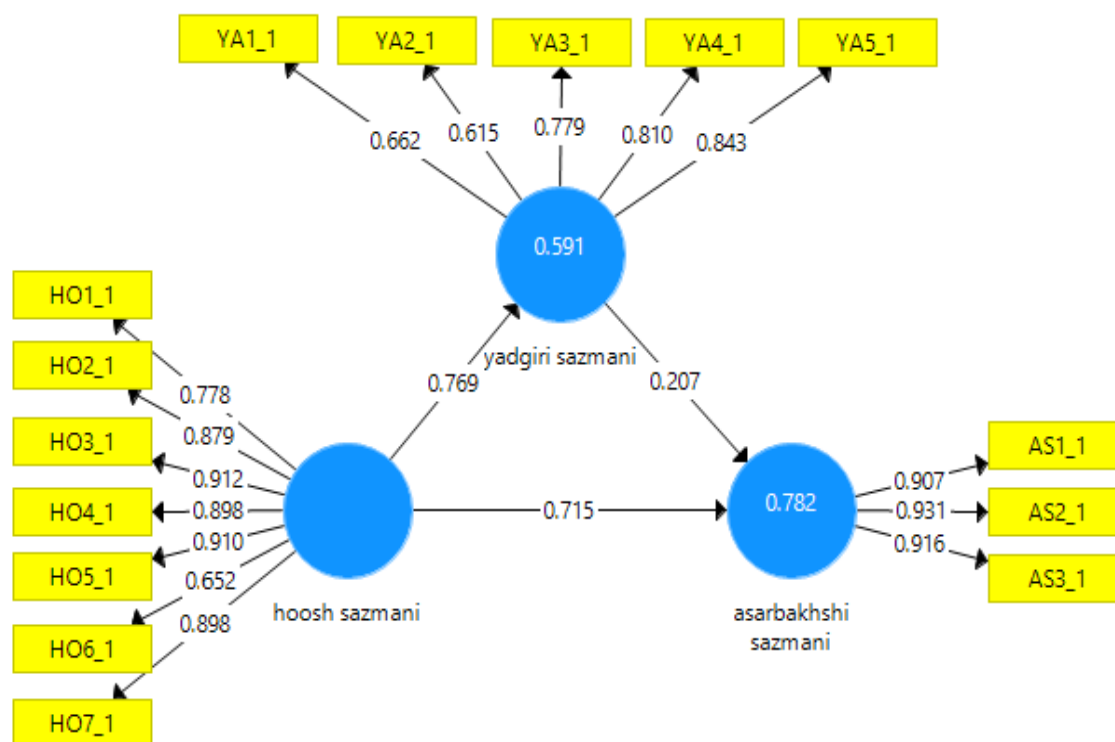 YA1_1
YA2_1
YA3_1
YA4_1
YA5_1
0.662
0.615
0.779
0.810
0.843
0.591
yadgiri sazmani
HO1_1
HO2_1
HO3_1
HO4_1
HO5_1
HO6_1
HO7_1
0.778
0.879
0.912
0.898
0.910
0.652
0.898
hoosh sazmani
0.769
0.207
0.715
0.782
asarbakhshi
sazmani
0.907
0.931
0.916
AS1_1
AS2_1
AS3_1